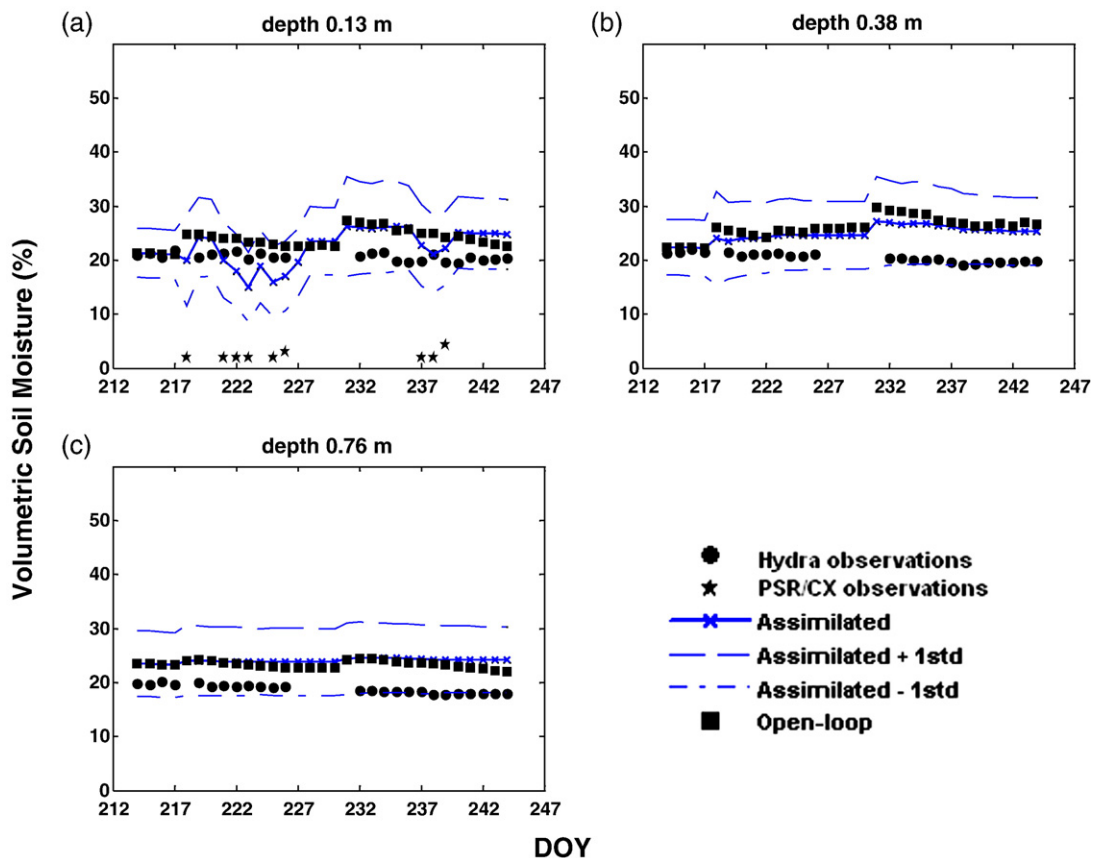 (a) depth 0.13 m
50
40
30
20
10
0
212 217 222 227 232 237 242 247
(b) depth 0.38 m
50
40
30
20
10
0
212 217 222 227 232 237 242 247
(c) depth 0.76 m
50
40
30
20
10
0
212 217 222 227 232 237 242 247
Volumetric Soil Moisture (%)
DOY
Hydra observations
PSR/CX observations
Assimilated
Assimilated + 1std
Assimilated - 1std
Open-loop